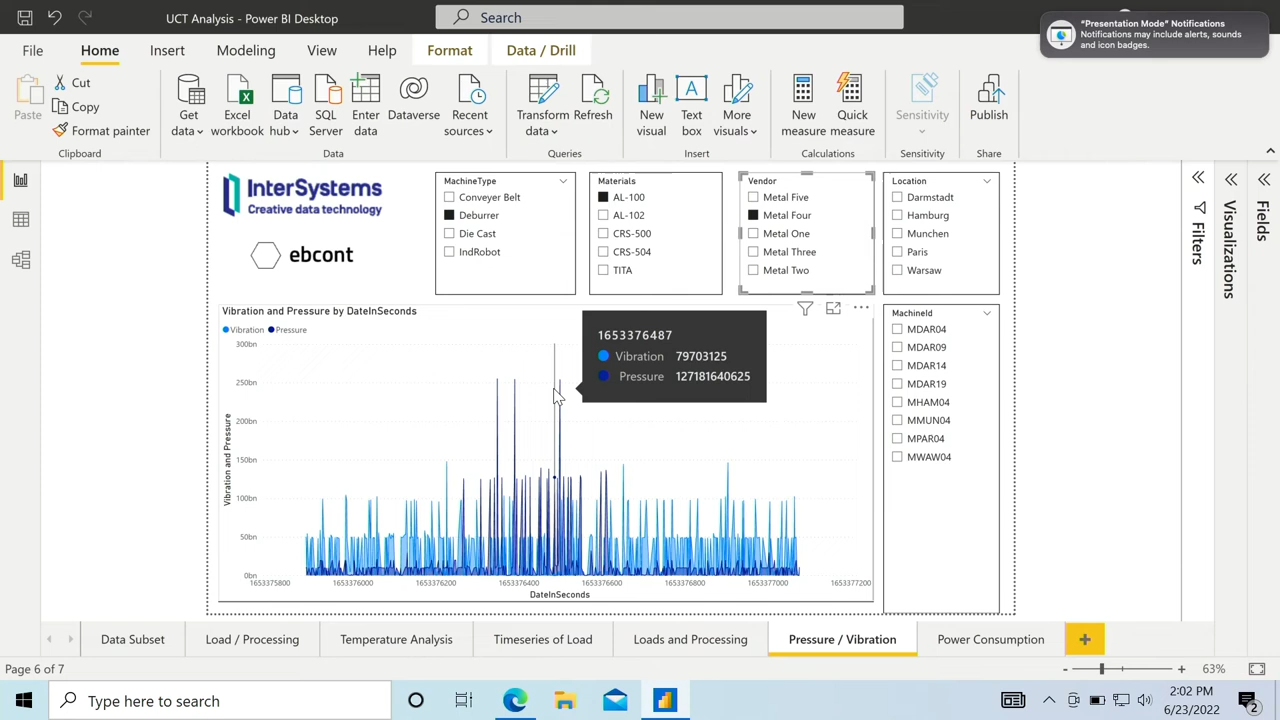 UCT Analysis - Power BI Desktop
Search
"Presentation Mode" Notifications
Notifications may include alerts, sounds
and icon badges.
File Home Insert Modeling View Help Format Data / Drill
Paste
Cut
Copy
Format painter
Clipboard
Get data
Excel workbook
Data hub
SQL Server
Enter data
Dataverse
Recent sources
Data
Transform data
Refresh
Queries
New visual
Text box
More visuals
Insert
New measure
Quick measure
Calculations
Sensitivity
Sensitivity
Publish
Share
InterSystems
Creative data technology
ebcont
MachineType
Conveyer Belt
Deburrer
Die Cast
IndRobot
Materials
AL-100
AL-102
CRS-500
CRS-504
TITA
Vendor
Metal Five
Metal Four
Metal One
Metal Three
Metal Two
Location
Darmstadt
Hamburg
Munchen
Paris
Warsaw
Filters
Visualizations
Fields
Vibration and Pressure by DateInSeconds
Vibration Pressure
300bn
250bn
200bn
150bn
100bn
50bn
0bn
Vibration and Pressure
1653375800 1653376000 1653376200 1653376400 1653376600 1653376800 1653377000 1653377200
DateInSeconds
1653376487
Vibration 79703125
Pressure 127181640625
MachineId
MDAR04
MDAR09
MDAR14
MDAR19
MHAM04
MMUN04
MPAR04
MWAW04
Data Subset Load / Processing Temperature Analysis Timeseries of Load Loads and Processing Pressure / Vibration Power Consumption
Page 6 of 7
63%
Type here to search
2:02 PM
6/23/2022
2